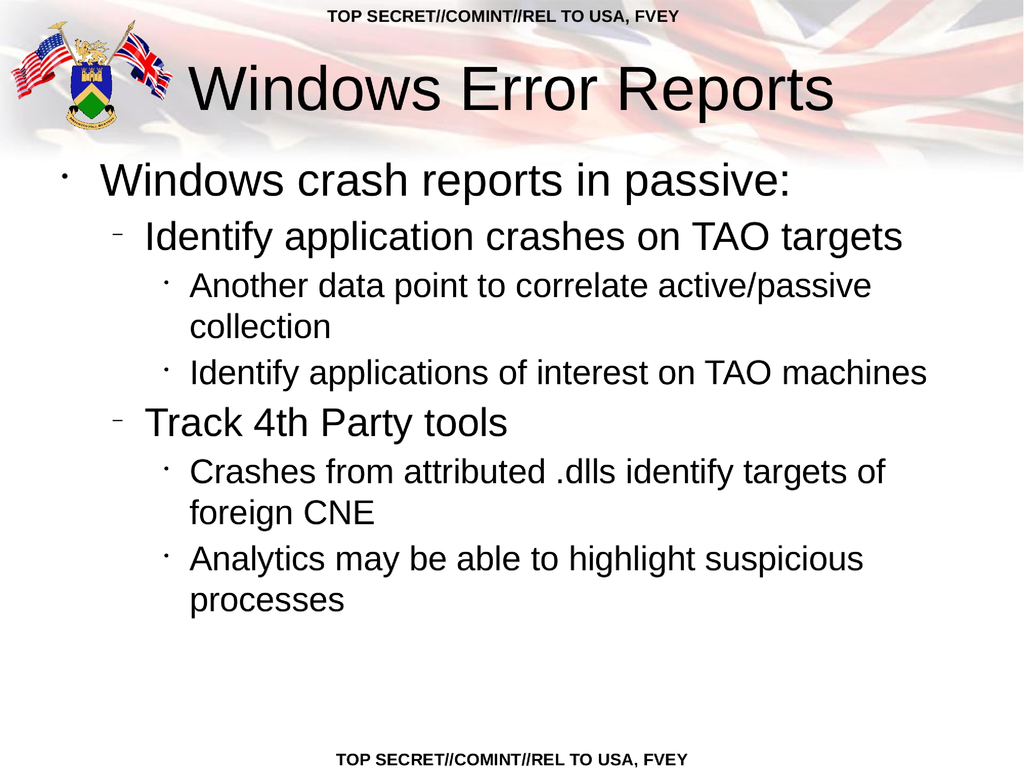 TOP SECRET//COMINT//REL TO USA, FVEY
Windows Error Reports
• Windows crash reports in passive:
– Identify application crashes on TAO targets
• Another data point to correlate active/passive
collection
• Identify applications of interest on TAO machines
– Track 4th Party tools
• Crashes from attributed .dlls identify targets of
foreign CNE
• Analytics may be able to highlight suspicious
processes
TOP SECRET//COMINT//REL TO USA, FVEY